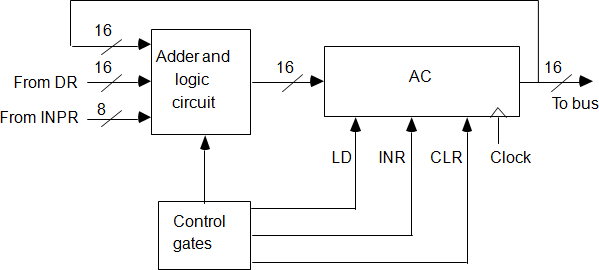 16
Adder and
logic
circuit
From DR
16
From INPR
8
16
AC
16
To bus
LD
INR
CLR
Clock
Control
gates